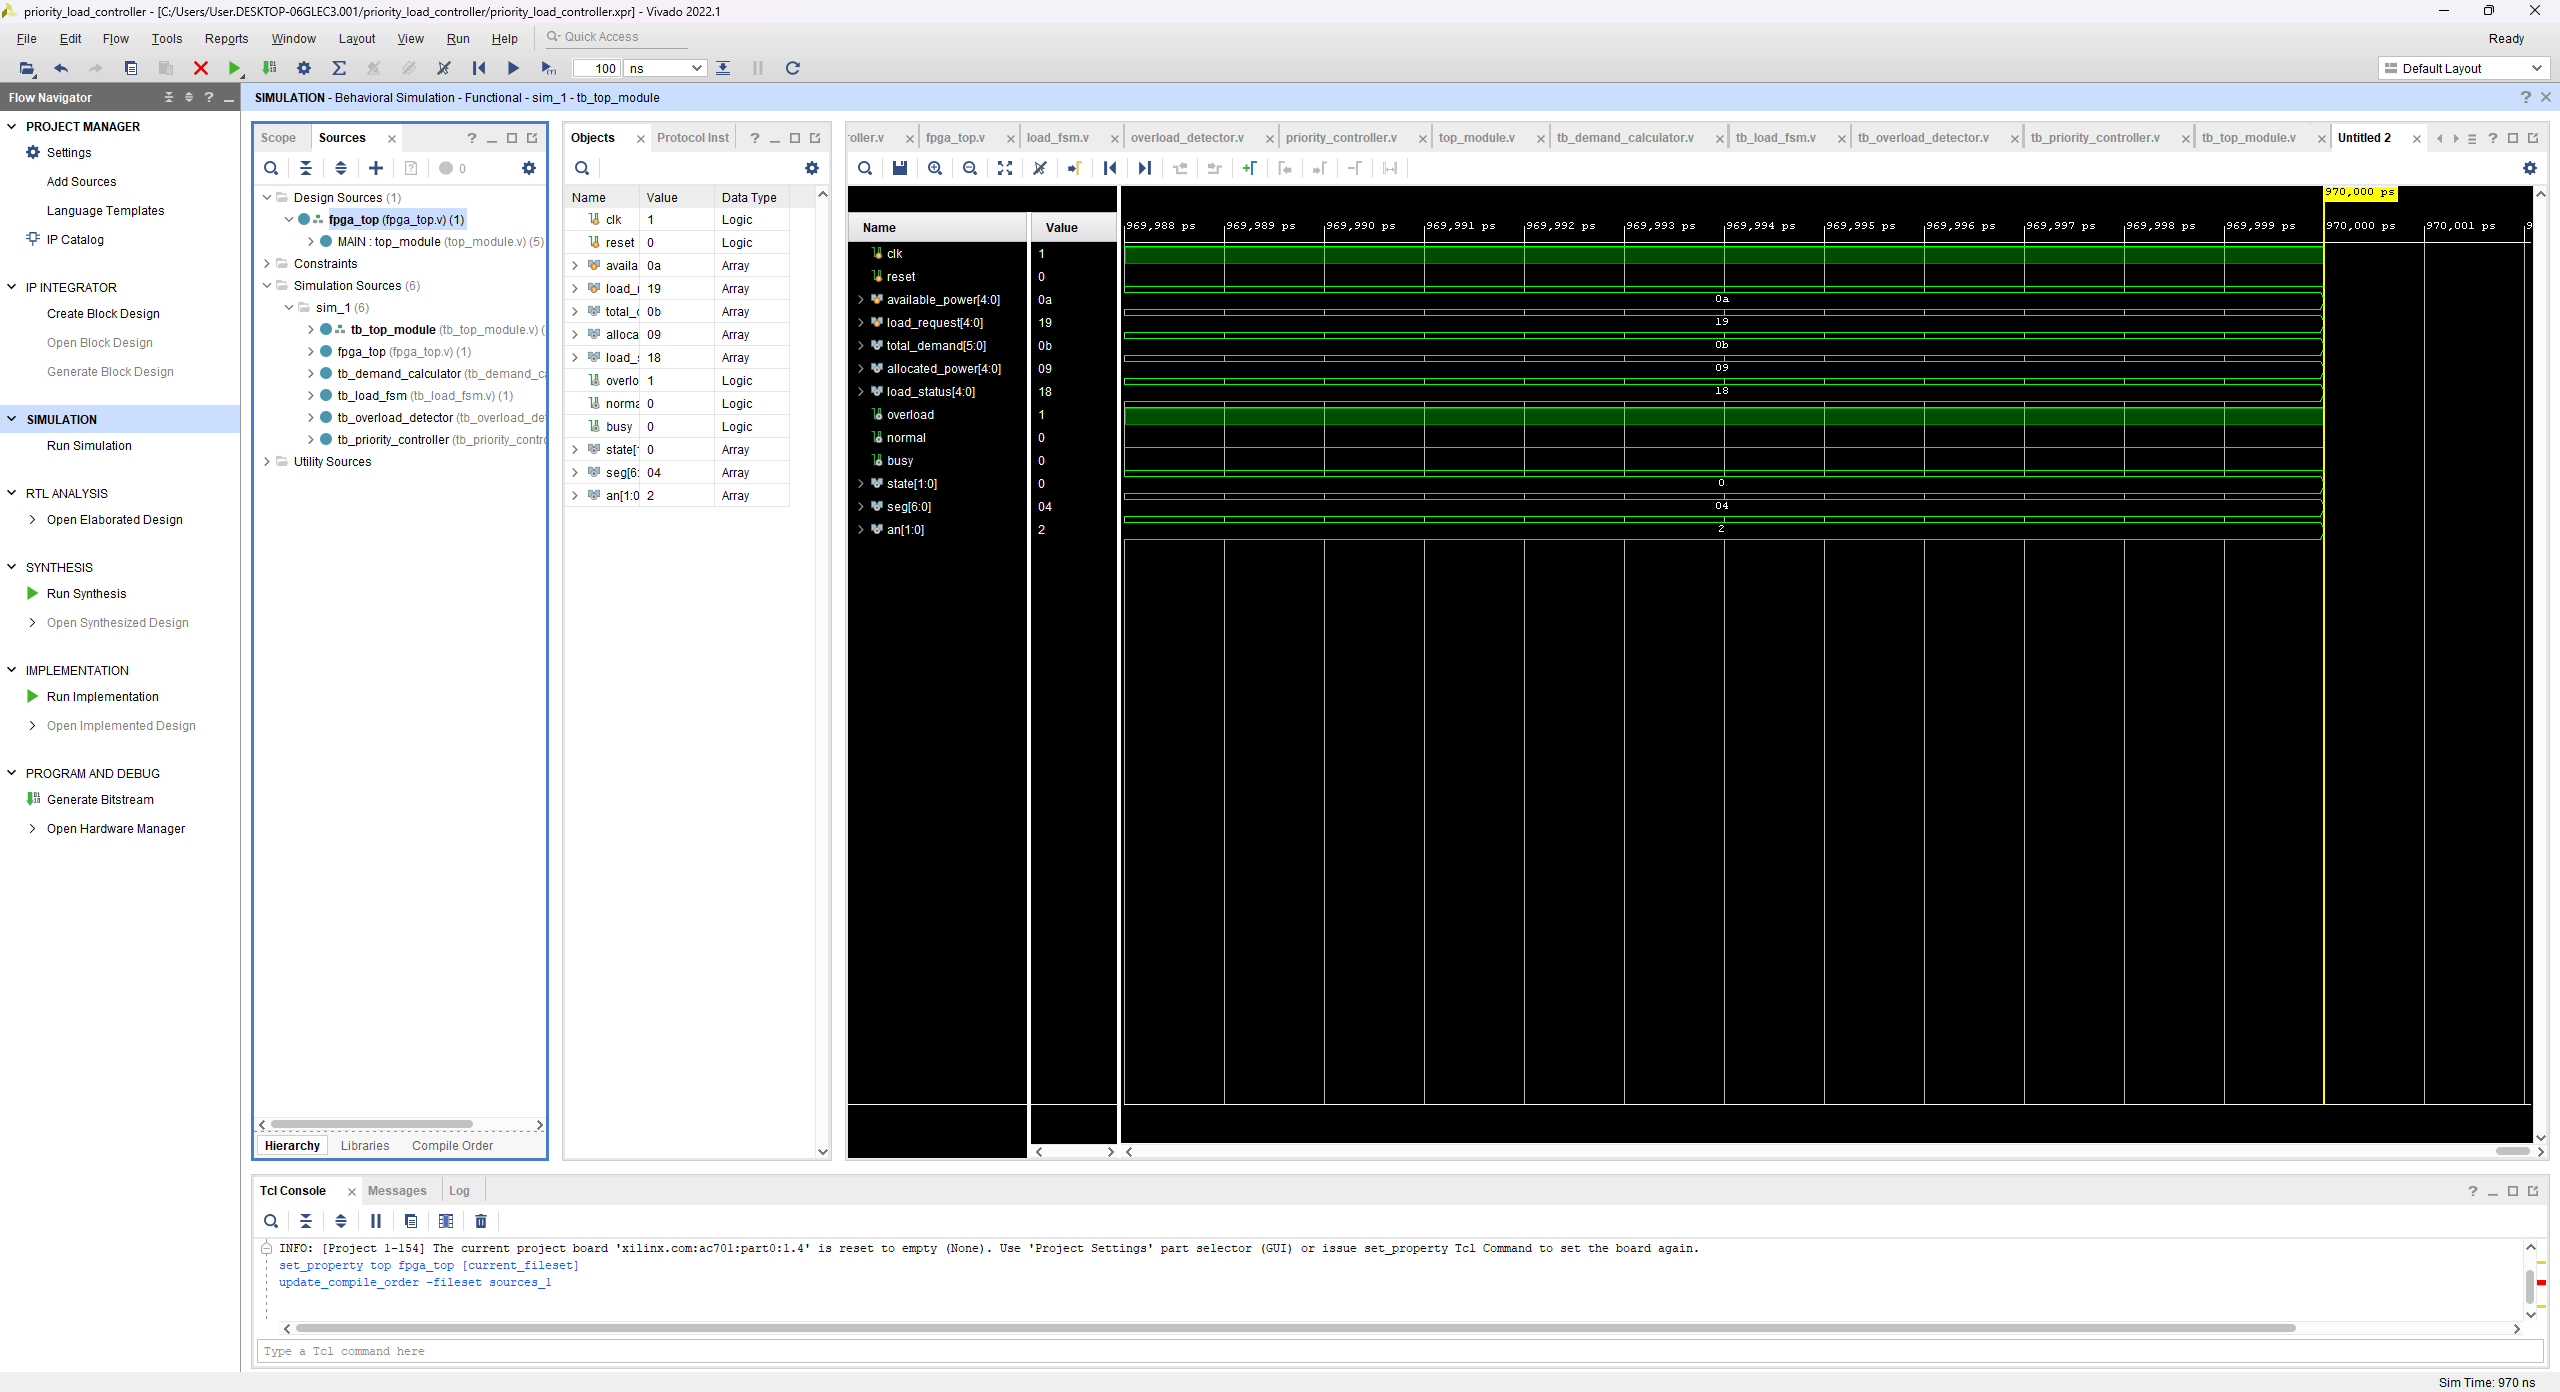 priority_load_controller - [C:/Users/User.DESKTOP-06GLEC3.001/priority_load_controller/priority_load_controller.xpr] - Vivado 2022.1
File Edit Flow Tools Reports Window Layout View Run Help Quick Access
Ready
100 ns
Default Layout
Flow Navigator
PROJECT MANAGER
Settings
Add Sources
Language Templates
IP Catalog
IP INTEGRATOR
Create Block Design
Open Block Design
Generate Block Design
SIMULATION
Run Simulation
RTL ANALYSIS
Open Elaborated Design
SYNTHESIS
Run Synthesis
Open Synthesized Design
IMPLEMENTATION
Run Implementation
Open Implemented Design
PROGRAM AND DEBUG
Generate Bitstream
Open Hardware Manager
SIMULATION - Behavioral Simulation - Functional - sim_1 - tb_top_module
Scope Sources
0
Design Sources (1)
fpga_top (fpga_top.v) (1)
MAIN : top_module (top_module.v) (5)
Constraints
Simulation Sources (6)
sim_1 (6)
tb_top_module (tb_top_module.v) (
fpga_top (fpga_top.v) (1)
tb_demand_calculator (tb_demand_ca
tb_load_fsm (tb_load_fsm.v) (1)
tb_overload_detector (tb_overload_de
tb_priority_controller (tb_priority_contro
Utility Sources
Hierarchy Libraries Compile Order
Objects Protocol Inst
Name Value Data Type
clk 1 Logic
reset 0 Logic
availa 0a Array
load_r 19 Array
total_c 0b Array
alloca 09 Array
load_s 18 Array
overlo 1 Logic
norma 0 Logic
busy 0 Logic
state[ 0 Array
seg[6: 04 Array
an[1:0 2 Array
oller.v fpga_top.v load_fsm.v overload_detector.v priority_controller.v top_module.v tb_demand_calculator.v tb_load_fsm.v tb_overload_detector.v tb_priority_controller.v tb_top_module.v Untitled 2
970,000 ps
Name Value
969,988 ps 969,989 ps 969,990 ps 969,991 ps 969,992 ps 969,993 ps 969,994 ps 969,995 ps 969,996 ps 969,997 ps 969,998 ps 969,999 ps 970,000 ps 970,001 ps 9
clk 1
reset 0
available_power[4:0] 0a 0a
load_request[4:0] 19 19
total_demand[5:0] 0b 0b
allocated_power[4:0] 09 09
load_status[4:0] 18 18
overload 1
normal 0
busy 0
state[1:0] 0 0
seg[6:0] 04 04
an[1:0] 2 2
Tcl Console Messages Log
INFO: [Project 1-154] The current project board 'xilinx.com:ac701:part0:1.4' is reset to empty (None). Use 'Project Settings' part selector (GUI) or issue set_property Tcl Command to set the board again.
set_property top fpga_top [current_fileset]
update_compile_order -fileset sources_1
Type a Tcl command here
Sim Time: 970 ns